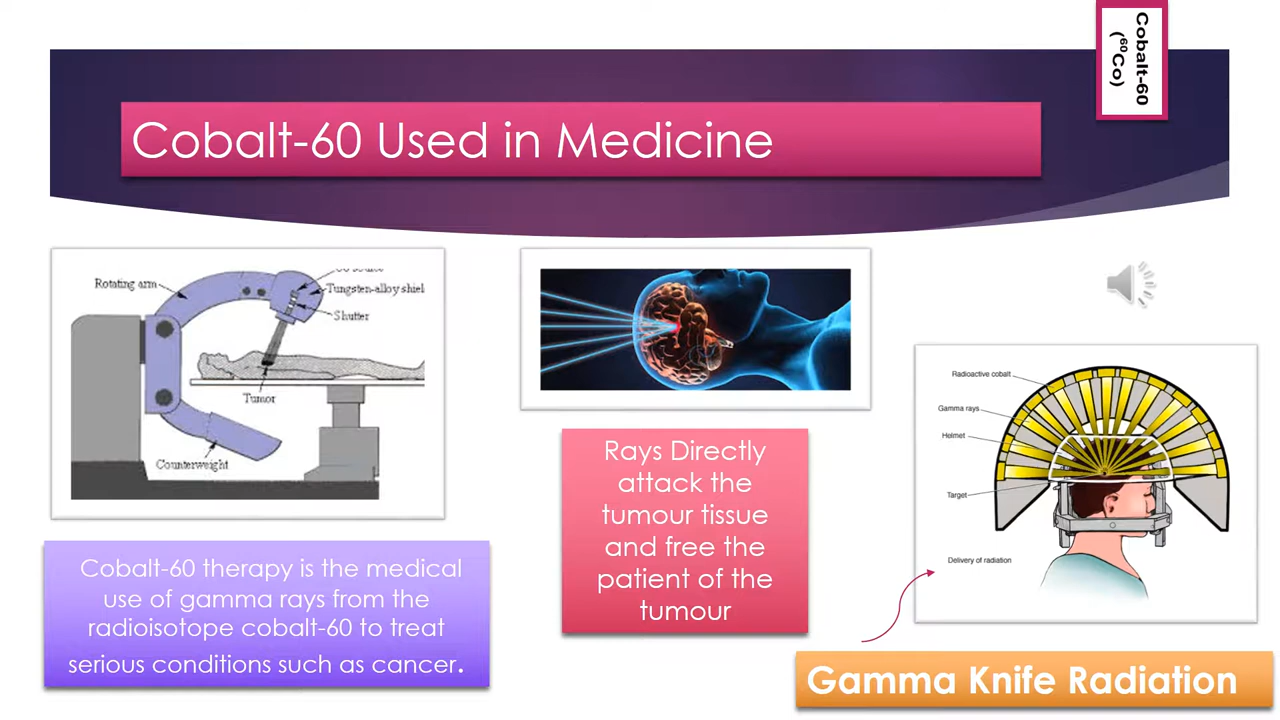 Cobalt-60
(⁶⁰Co)
Cobalt-60 Used in Medicine
Rotating arm
Tungsten-alloy shiel
Shutter
Tumor
Counterweight
Cobalt-60 therapy is the medical
use of gamma rays from the
radioisotope cobalt-60 to treat
serious conditions such as cancer.
Rays Directly
attack the
tumour tissue
and free the
patient of the
tumour
Radioactive cobalt
Gamma rays
Helmet
Target
Delivery of radiation
Gamma Knife Radiation